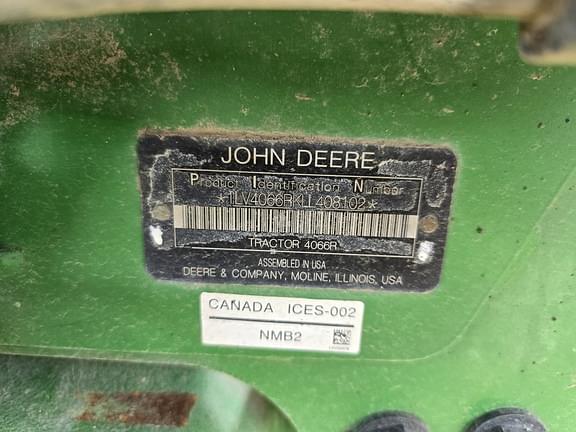 JOHN DEERE
Product Identification Number
*1LV4066RKLL408102*
TRACTOR 4066R
ASSEMBLED IN USA
DEERE & COMPANY, MOLINE, ILLINOIS, USA
CANADA ICES-002
NMB2